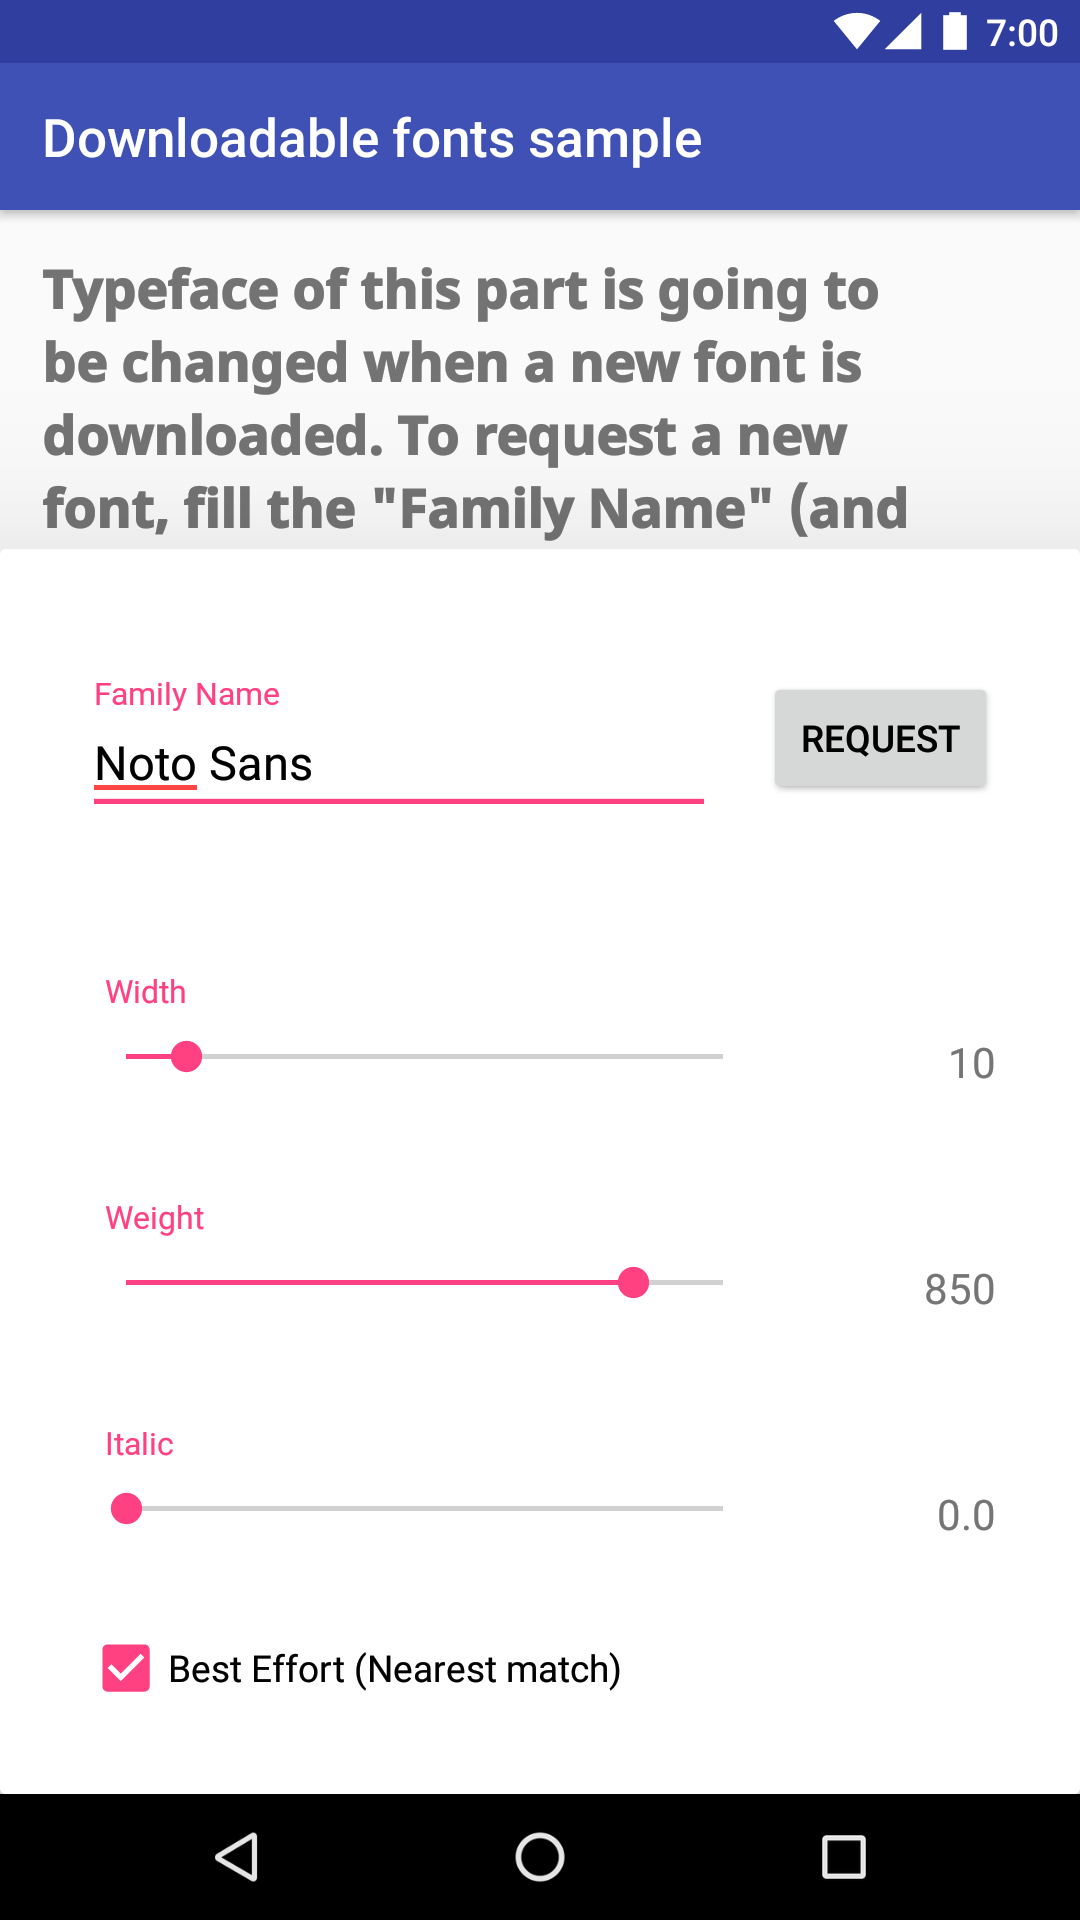 7:00
Downloadable fonts sample
Typeface of this part is going to
be changed when a new font is
downloaded. To request a new
font, fill the "Family Name" (and
Family Name
Noto Sans
REQUEST
Width
10
Weight
850
Italic
0.0
Best Effort (Nearest match)